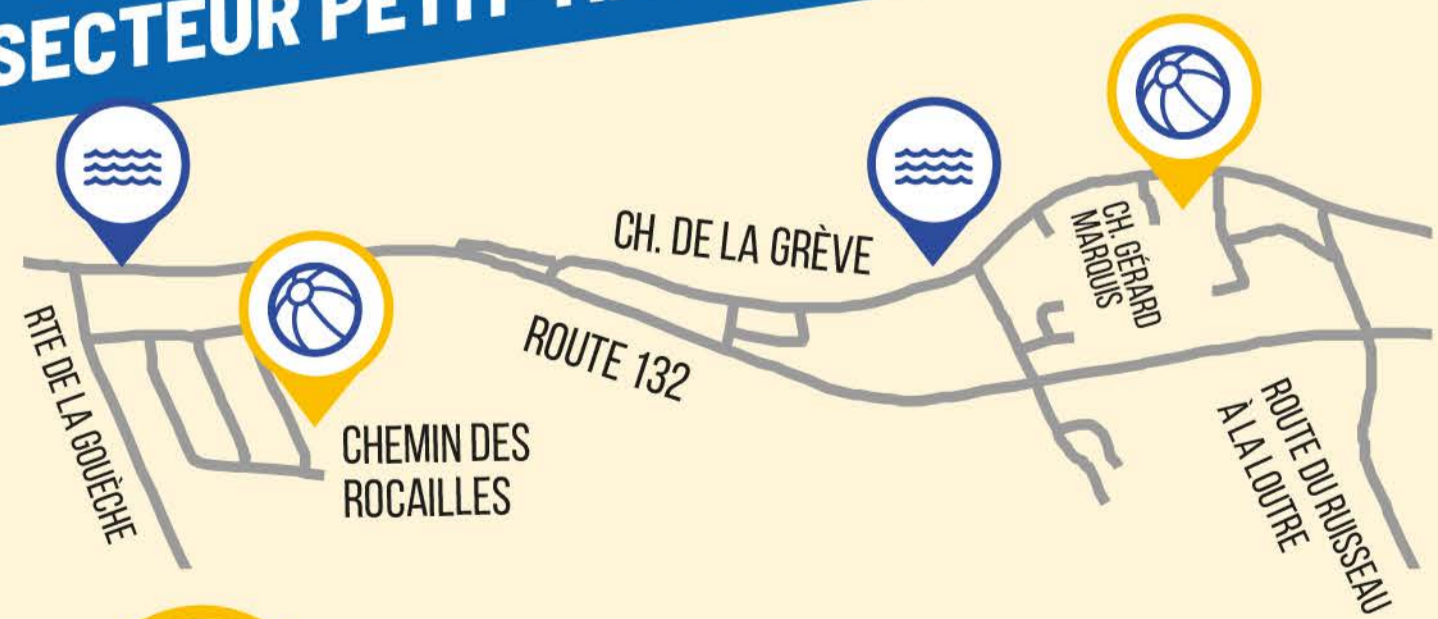 SECTEUR PETIT
CH. DE LA GRÈVE
CH. GÉRARD
MARQUIS
ROUTE 132
RTE DE LA GOUÈCHE
CHEMIN DES
ROCAILLES
ROUTE DU RUISSEAU
À LA LOUTRE